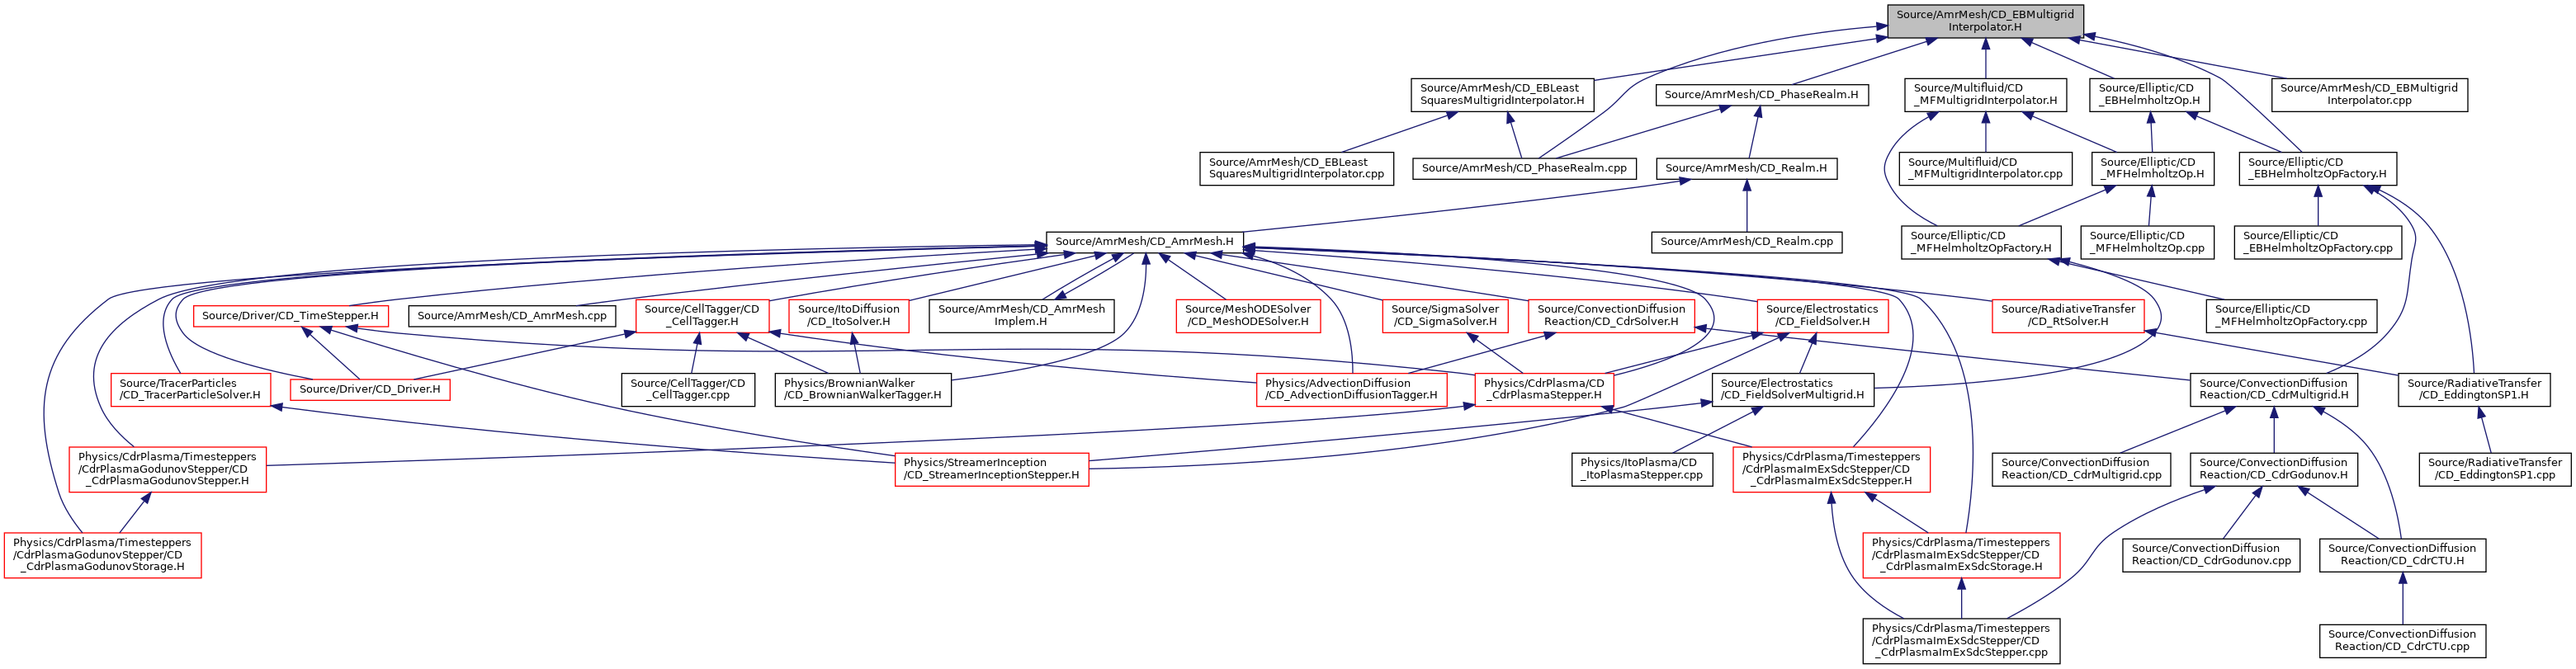 Source/AmrMesh/CD_EBMultigrid
Interpolator.H
Source/AmrMesh/CD_EBLeast
SquaresMultigridInterpolator.H
Source/AmrMesh/CD_PhaseRealm.H
Source/Multifluid/CD
_MFMultigridInterpolator.H
Source/Elliptic/CD
_EBHelmholtzOp.H
Source/AmrMesh/CD_EBMultigrid
Interpolator.cpp
Source/AmrMesh/CD_EBLeast
SquaresMultigridInterpolator.cpp
Source/AmrMesh/CD_PhaseRealm.cpp
Source/AmrMesh/CD_Realm.H
Source/Multifluid/CD
_MFMultigridInterpolator.cpp
Source/Elliptic/CD
_MFHelmholtzOp.H
Source/Elliptic/CD
_EBHelmholtzOpFactory.H
Source/AmrMesh/CD_AmrMesh.H
Source/AmrMesh/CD_Realm.cpp
Source/Elliptic/CD
_MFHelmholtzOpFactory.H
Source/Elliptic/CD
_MFHelmholtzOp.cpp
Source/Elliptic/CD
_EBHelmholtzOpFactory.cpp
Source/Driver/CD_TimeStepper.H
Source/AmrMesh/CD_AmrMesh.cpp
Source/CellTagger/CD
_CellTagger.H
Source/ItoDiffusion
/CD_ItoSolver.H
Source/AmrMesh/CD_AmrMesh
Implem.H
Source/MeshODESolver
/CD_MeshODESolver.H
Source/SigmaSolver
/CD_SigmaSolver.H
Source/ConvectionDiffusion
Reaction/CD_CdrSolver.H
Source/Electrostatics
/CD_FieldSolver.H
Source/RadiativeTransfer
/CD_RtSolver.H
Source/Elliptic/CD
_MFHelmholtzOpFactory.cpp
Source/TracerParticles
/CD_TracerParticleSolver.H
Source/Driver/CD_Driver.H
Source/CellTagger/CD
_CellTagger.cpp
Physics/BrownianWalker
/CD_BrownianWalkerTagger.H
Physics/AdvectionDiffusion
/CD_AdvectionDiffusionTagger.H
Physics/CdrPlasma/CD
_CdrPlasmaStepper.H
Source/Electrostatics
/CD_FieldSolverMultigrid.H
Source/ConvectionDiffusion
Reaction/CD_CdrMultigrid.H
Source/RadiativeTransfer
/CD_EddingtonSP1.H
Physics/CdrPlasma/Timesteppers
/CdrPlasmaGodunovStepper/CD
_CdrPlasmaGodunovStepper.H
Physics/StreamerInception
/CD_StreamerInceptionStepper.H
Physics/ItoPlasma/CD
_ItoPlasmaStepper.cpp
Physics/CdrPlasma/Timesteppers
/CdrPlasmaImExSdcStepper/CD
_CdrPlasmaImExSdcStepper.H
Source/ConvectionDiffusion
Reaction/CD_CdrMultigrid.cpp
Source/ConvectionDiffusion
Reaction/CD_CdrGodunov.H
Source/RadiativeTransfer
/CD_EddingtonSP1.cpp
Physics/CdrPlasma/Timesteppers
/CdrPlasmaGodunovStepper/CD
_CdrPlasmaGodunovStorage.H
Physics/CdrPlasma/Timesteppers
/CdrPlasmaImExSdcStepper/CD
_CdrPlasmaImExSdcStorage.H
Source/ConvectionDiffusion
Reaction/CD_CdrGodunov.cpp
Source/ConvectionDiffusion
Reaction/CD_CdrCTU.H
Physics/CdrPlasma/Timesteppers
/CdrPlasmaImExSdcStepper/CD
_CdrPlasmaImExSdcStepper.cpp
Source/ConvectionDiffusion
Reaction/CD_CdrCTU.cpp